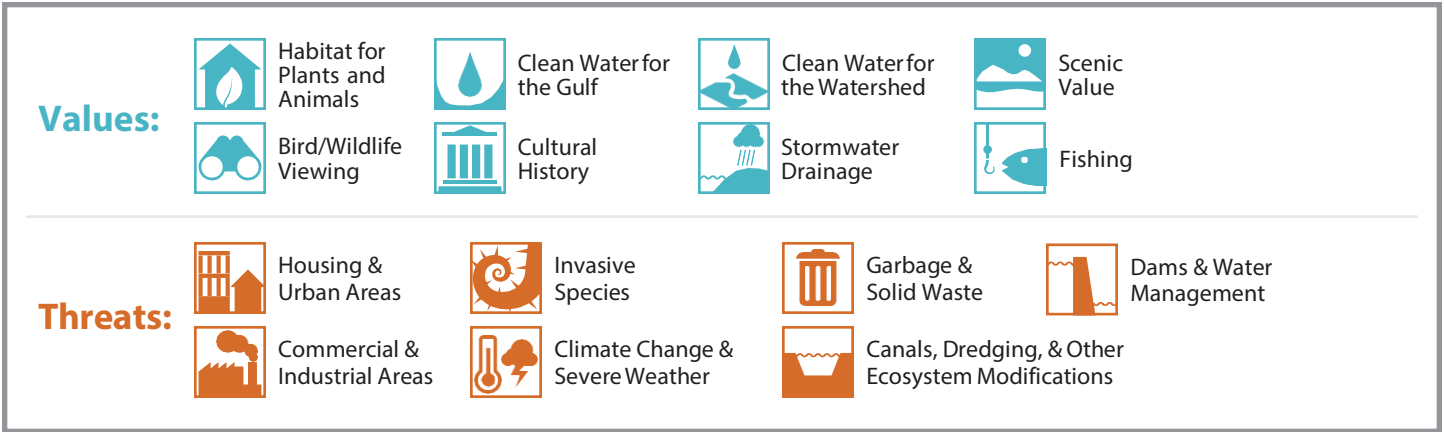 Values:
Habitat for
Plants and
Animals
Clean Water for
the Gulf
Clean Water for
the Watershed
Scenic
Value
Bird/Wildlife
Viewing
Cultural
History
Stormwater
Drainage
Fishing
Threats:
Housing &
Urban Areas
Invasive
Species
Garbage &
Solid Waste
Dams & Water
Management
Commercial &
Industrial Areas
Climate Change &
Severe Weather
Canals, Dredging, & Other
Ecosystem Modifications